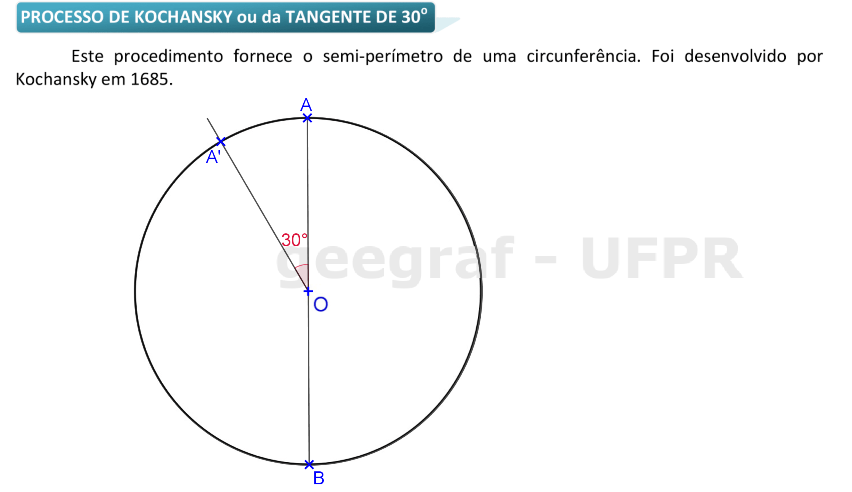 PROCESSO DE KOCHANSKY ou da TANGENTE DE 30º
Este procedimento fornece o semi-perímetro de uma circunferência. Foi desenvolvido por
Kochansky em 1685.
A
A'
30°
geegraf - UFPR
O
B